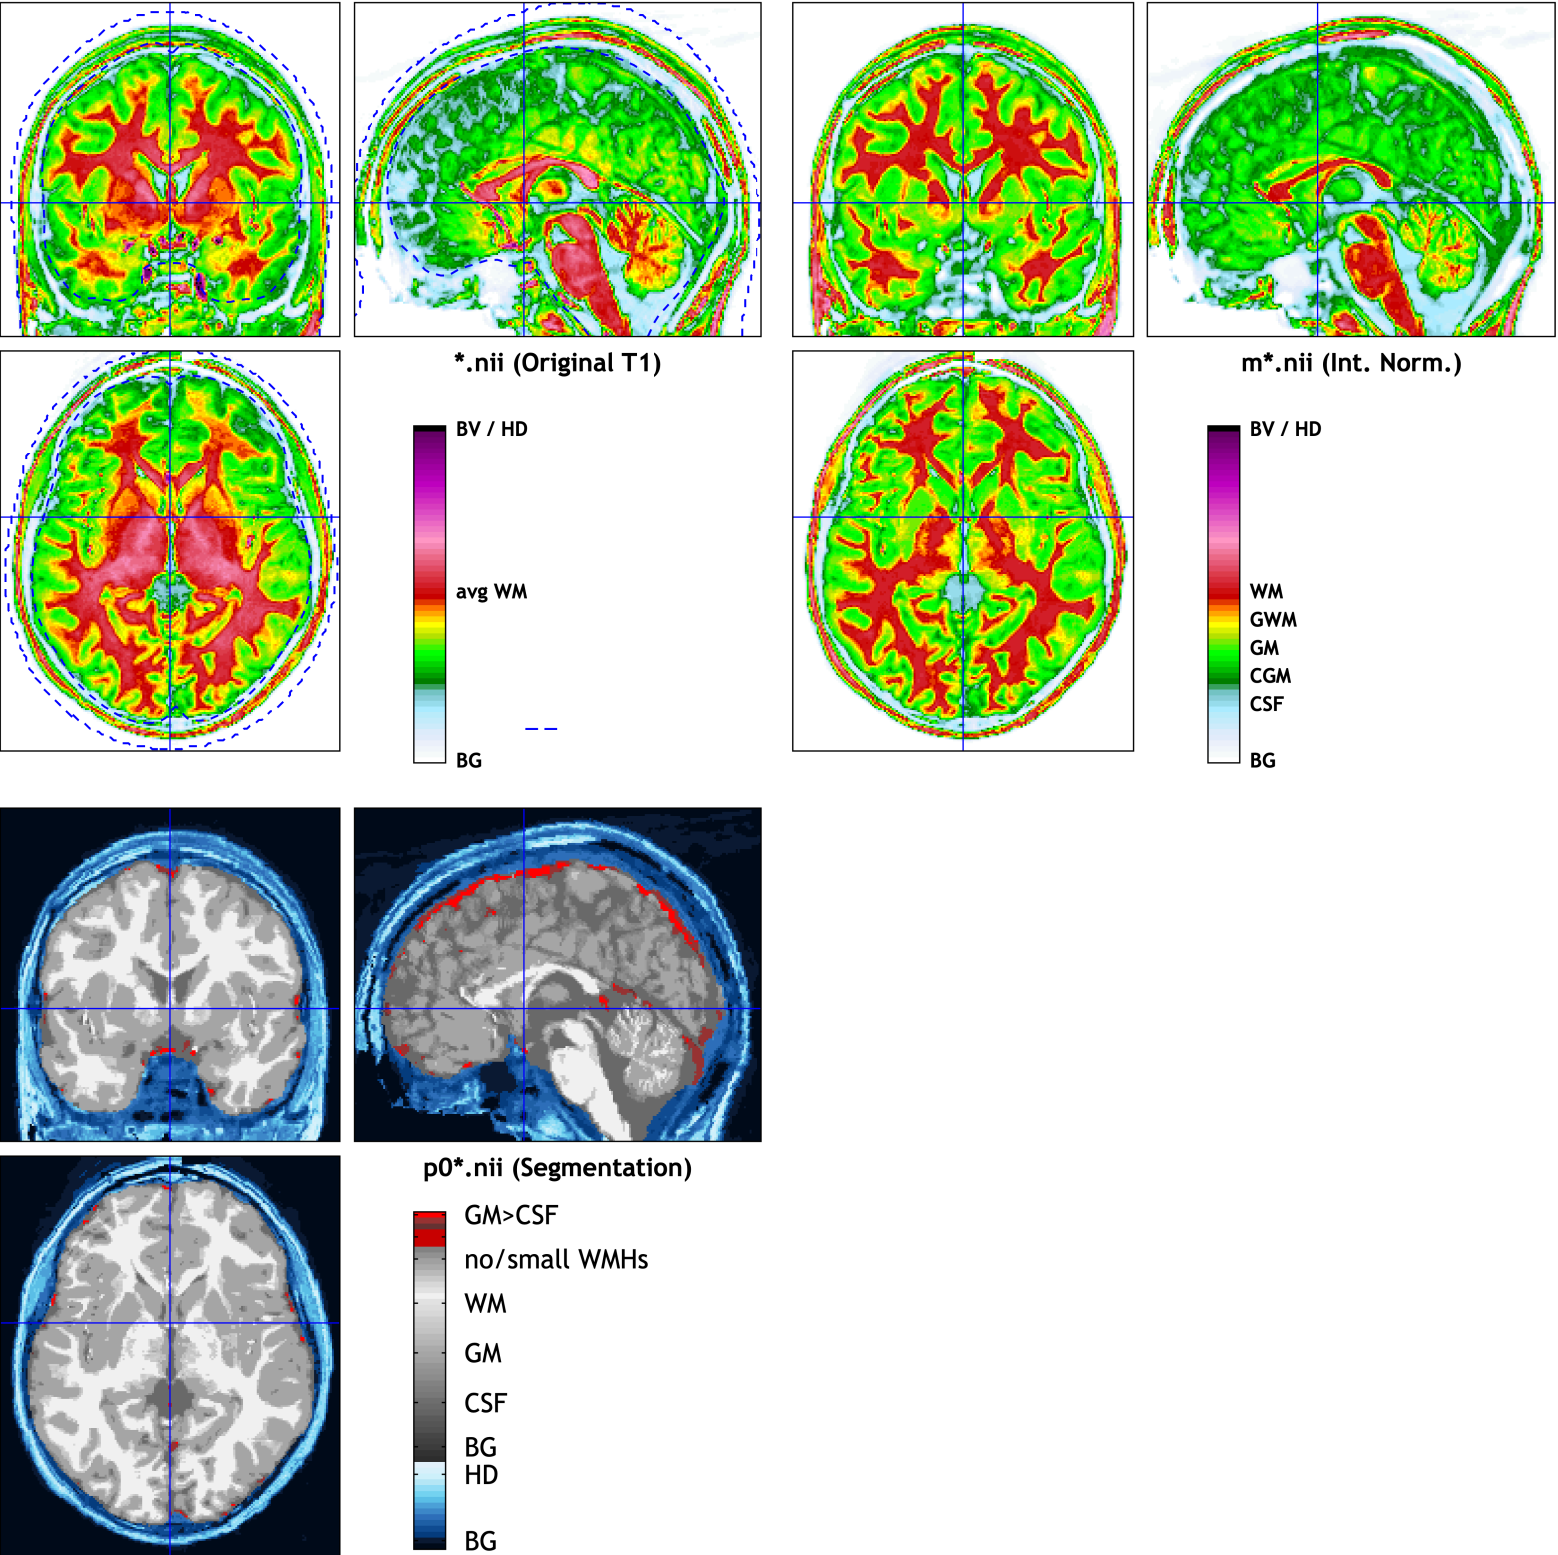 *.nii (Original T1)
BV / HD
avg WM
BG
m*.nii (Int. Norm.)
BV / HD
WM
GWM
GM
CGM
CSF
BG
p0*.nii (Segmentation)
GM>CSF
no/small WMHs
WM
GM
CSF
BG
HD
BG